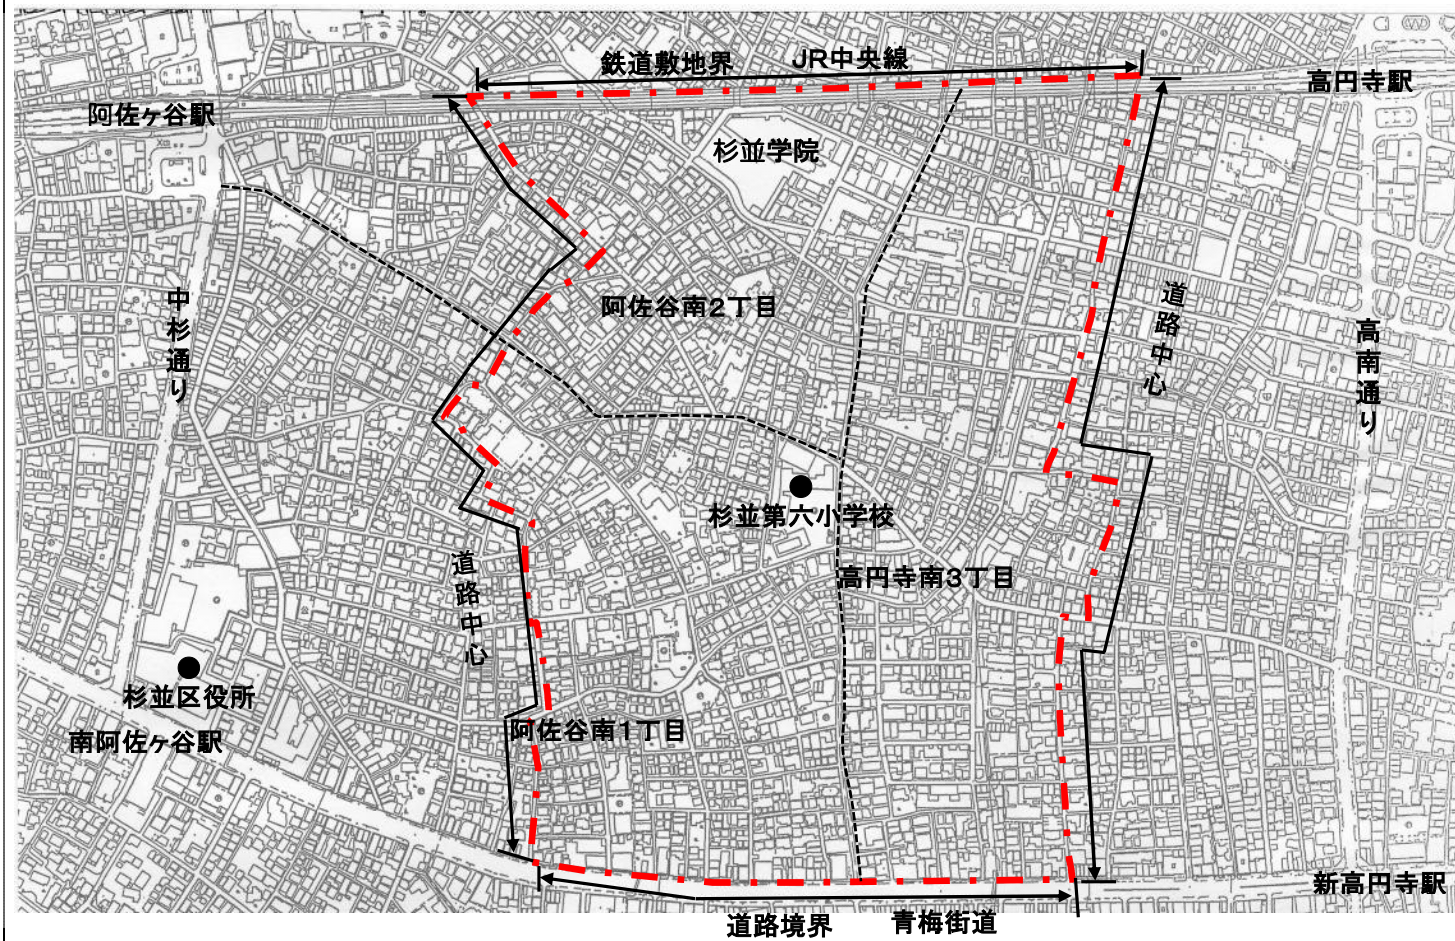 鉄道敷地界
JR中央線
高円寺駅
阿佐ヶ谷駅
杉並学院
阿佐谷南2丁目
中杉通り
道路中心
高南通り
杉並第六小学校
道路中心
高円寺南3丁目
杉並区役所
阿佐谷南1丁目
南阿佐ヶ谷駅
新高円寺駅
道路境界
青梅街道